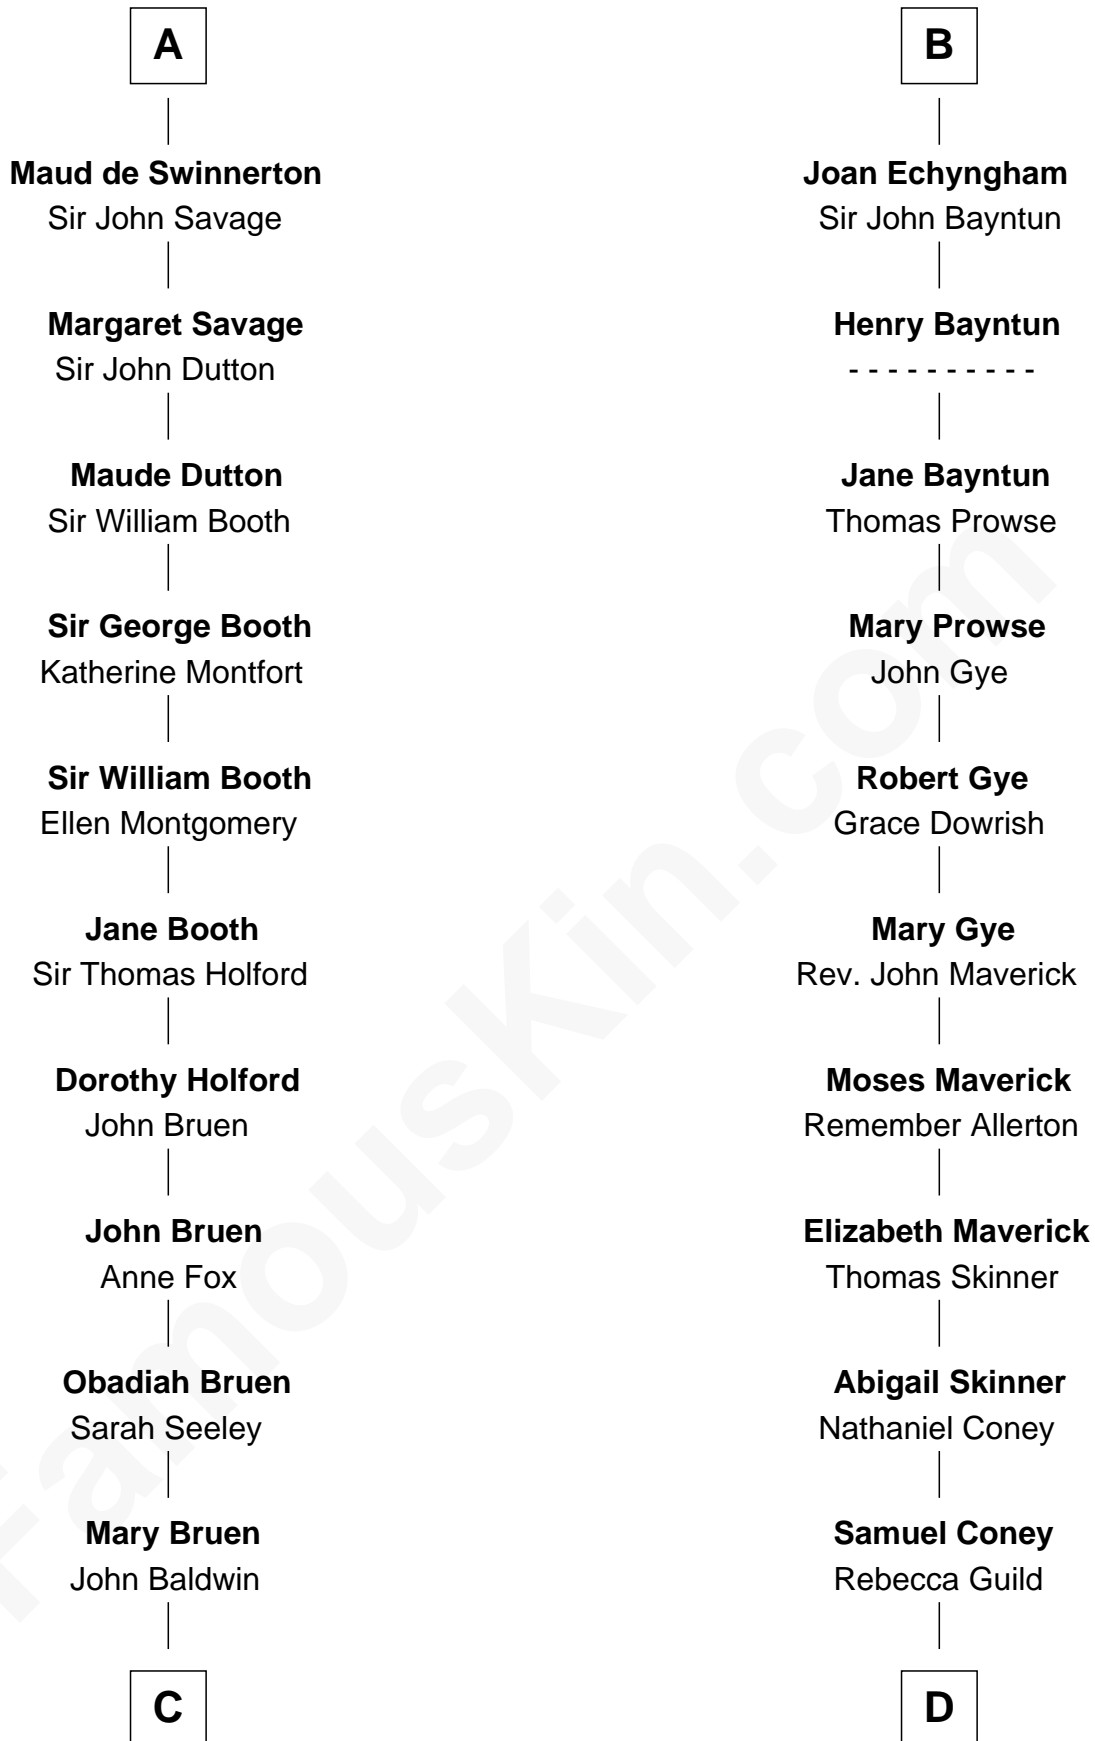 A
Maud de Swinnerton
Sir John Savage
Margaret Savage
Sir John Dutton
Maude Dutton
Sir William Booth
Sir George Booth
Katherine Montfort
Sir William Booth
Ellen Montgomery
Jane Booth
Sir Thomas Holford
Dorothy Holford
John Bruen
John Bruen
Anne Fox
Obadiah Bruen
Sarah Seeley
Mary Bruen
John Baldwin
C
B
Joan Echyngham
Sir John Bayntun
Henry Bayntun
- - - - - - - - - -
Jane Bayntun
Thomas Prowse
Mary Prowse
John Gye
Robert Gye
Grace Dowrish
Mary Gye
Rev. John Maverick
Moses Maverick
Remember Allerton
Elizabeth Maverick
Thomas Skinner
Abigail Skinner
Nathaniel Coney
Samuel Coney
Rebecca Guild
D
FamousKin.com